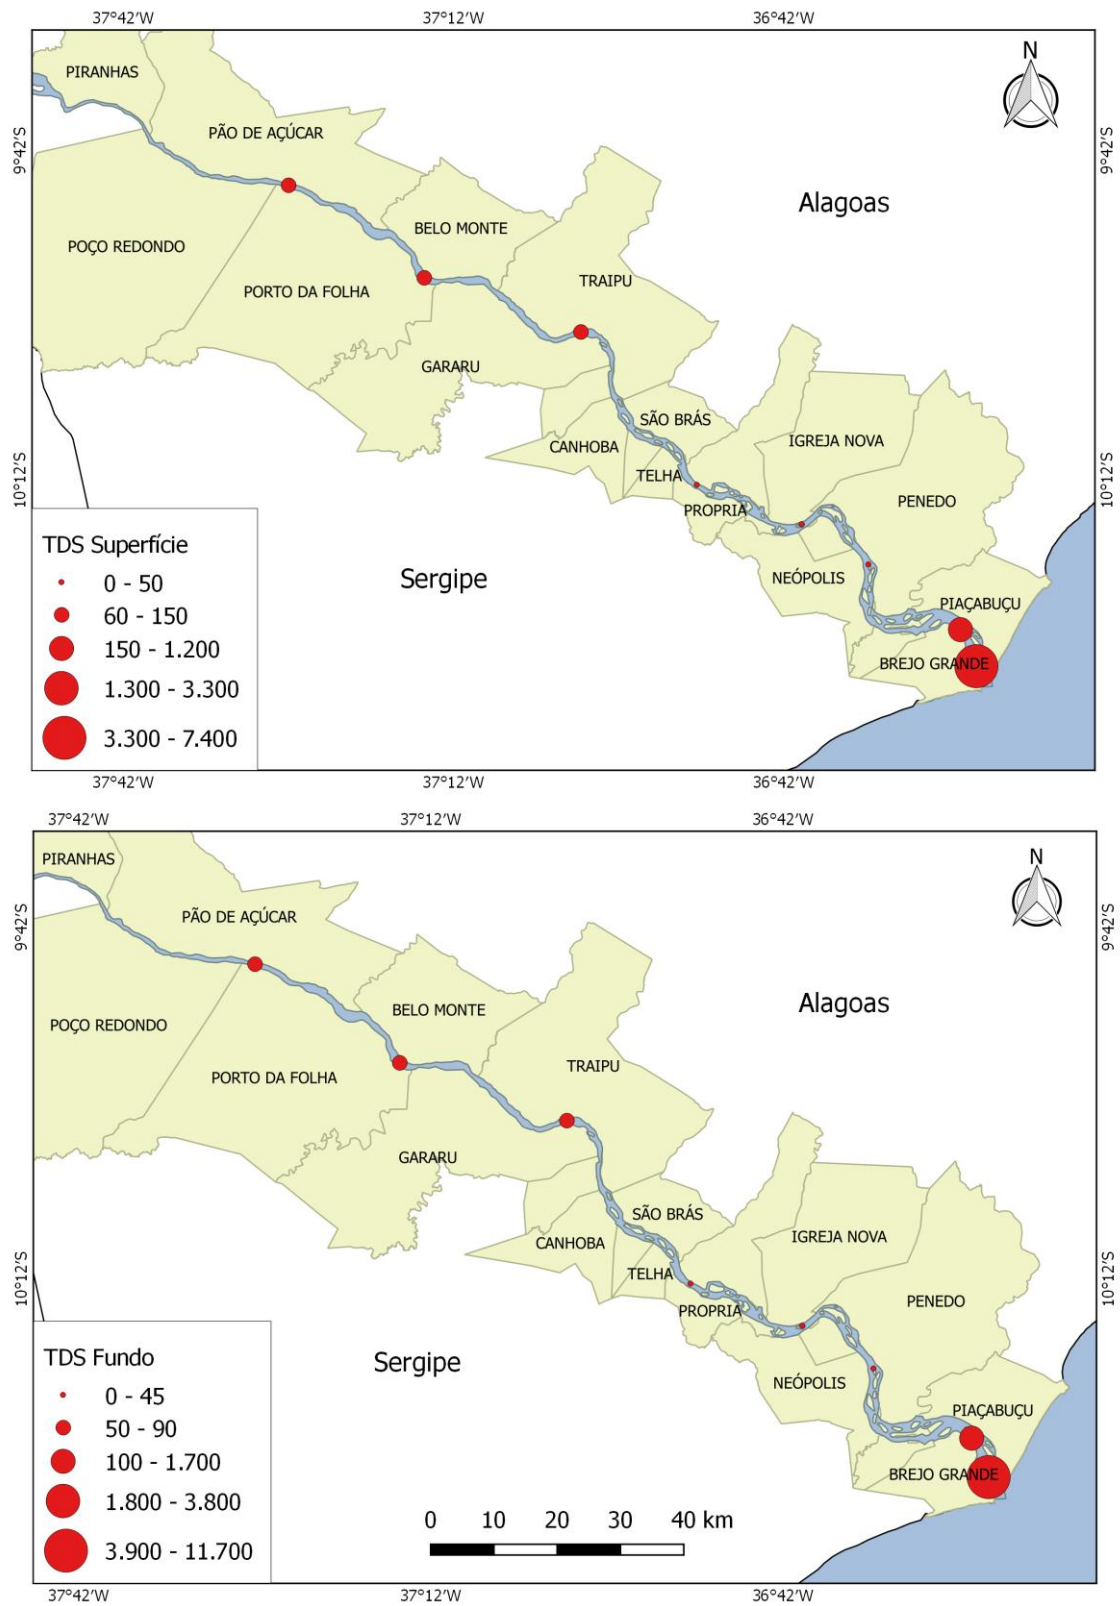 37°42'W 37°12'W 36°42'W
N
PIRANHAS
PÃO DE AÇÚCAR
9°42'S 9°42'S
Alagoas
BELO MONTE
POÇO REDONDO
TRAIPU
PORTO DA FOLHA
GARARU
SÃO BRÁS
IGREJA NOVA
CANHOBA
TELHA
10°12'S 10°12'S
PENEDO
PROPRIA
TDS Superfície
Sergipe
NEÓPOLIS
0 - 50
PIAÇABUÇU
60 - 150
150 - 1.200
BREJO GRANDE
1.300 - 3.300
3.300 - 7.400
37°42'W 37°12'W 36°42'W
37°42'W 37°12'W 36°42'W
N
PIRANHAS
PÃO DE AÇÚCAR
9°42'S 9°42'S
Alagoas
BELO MONTE
POÇO REDONDO
TRAIPU
PORTO DA FOLHA
GARARU
SÃO BRÁS
IGREJA NOVA
CANHOBA
TELHA
10°12'S 10°12'S
PENEDO
PROPRIA
TDS Fundo
Sergipe
NEÓPOLIS
0 - 45
PIAÇABUÇU
50 - 90
100 - 1.700
BREJO GRANDE
1.800 - 3.800
3.900 - 11.700
0 10 20 30 40 km
37°42'W 37°12'W 36°42'W